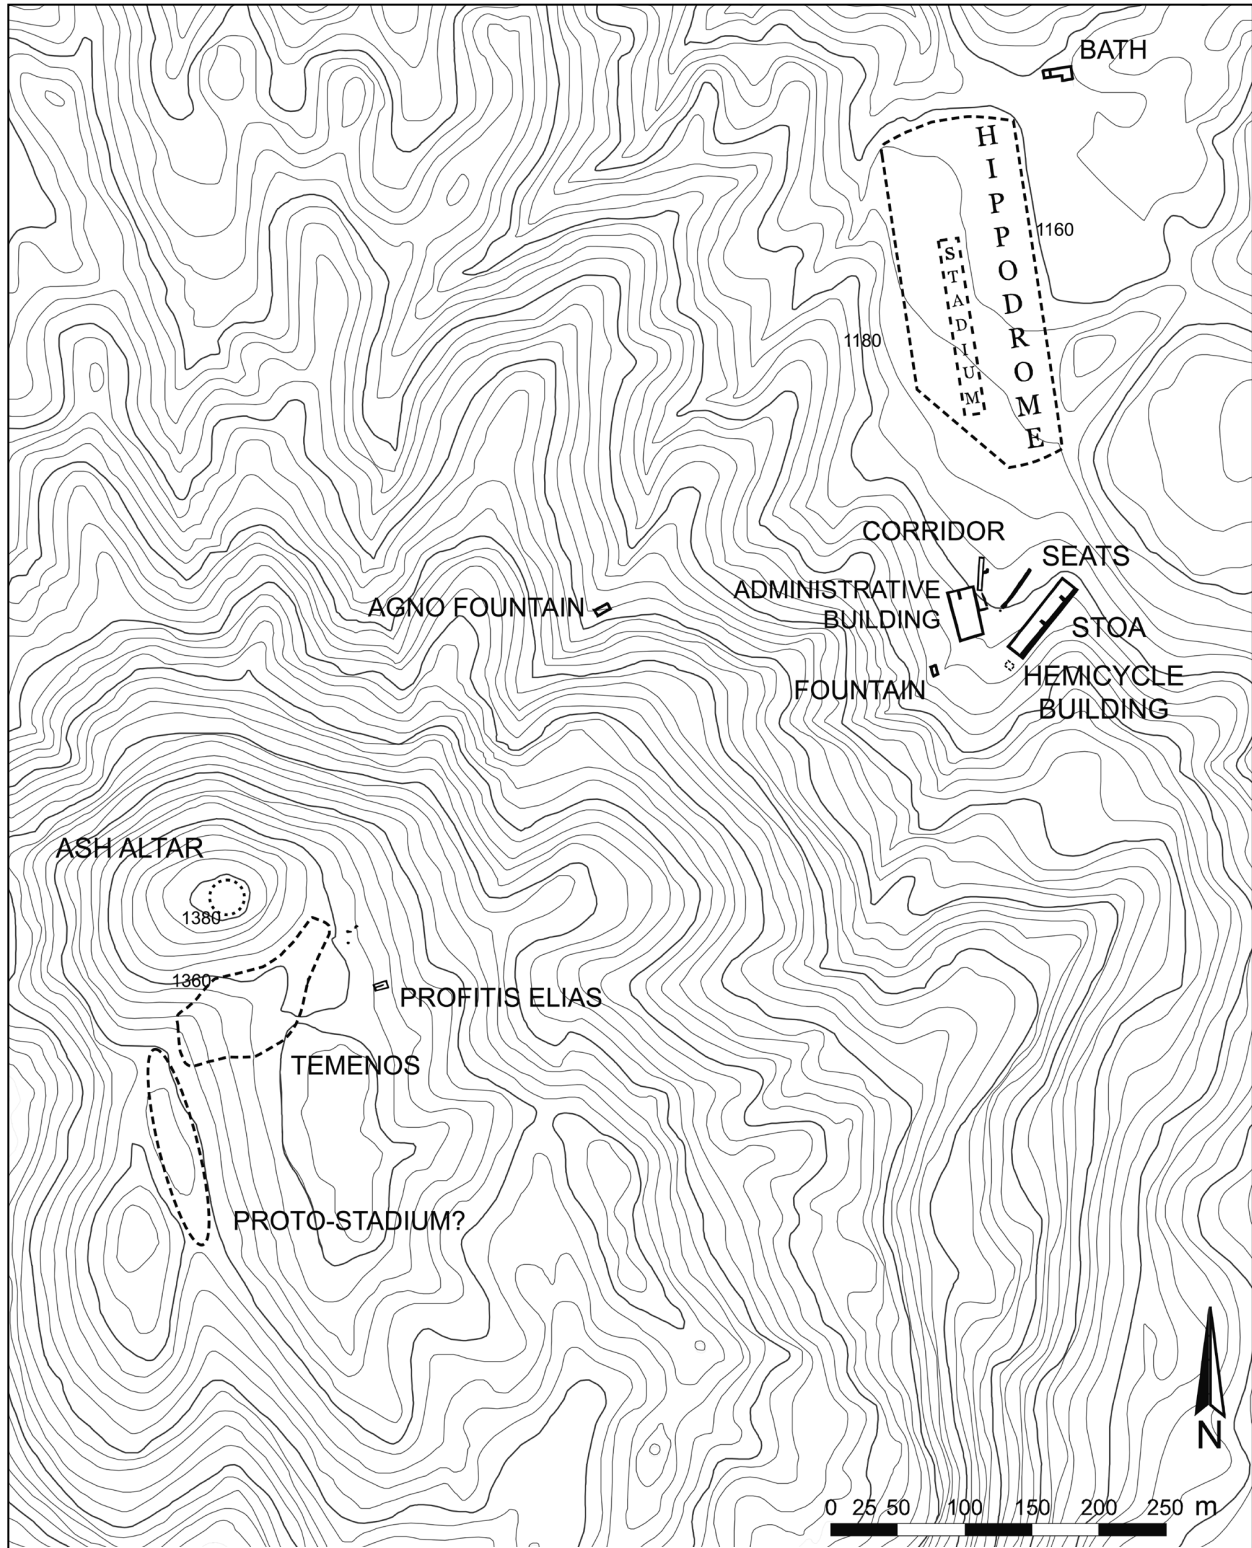 BATH
HIPPODROME
1160
STADIUM
1180
CORRIDOR
SEATS
ADMINISTRATIVE
BUILDING
AGNO FOUNTAIN
STOA
FOUNTAIN
HEMICYCLE
BUILDING
ASH ALTAR
1380
1360
PROFITIS ELIAS
TEMENOS
PROTO-STADIUM?
N
0 25 50 100 150 200 250 m